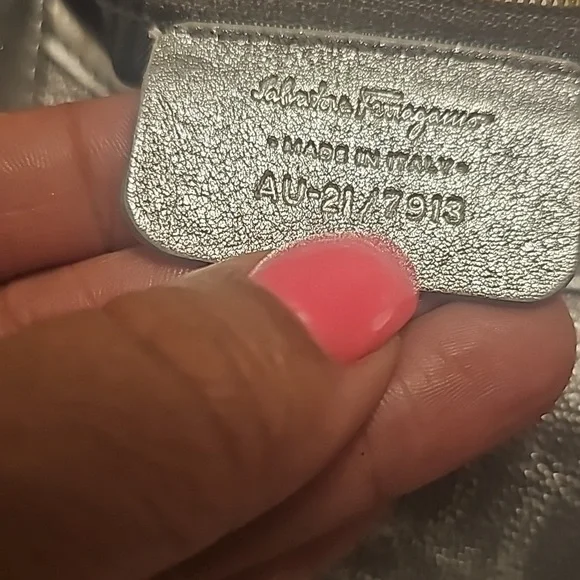 Salvatore Ferragamo
• MADE IN ITALY •
AU-21/7913